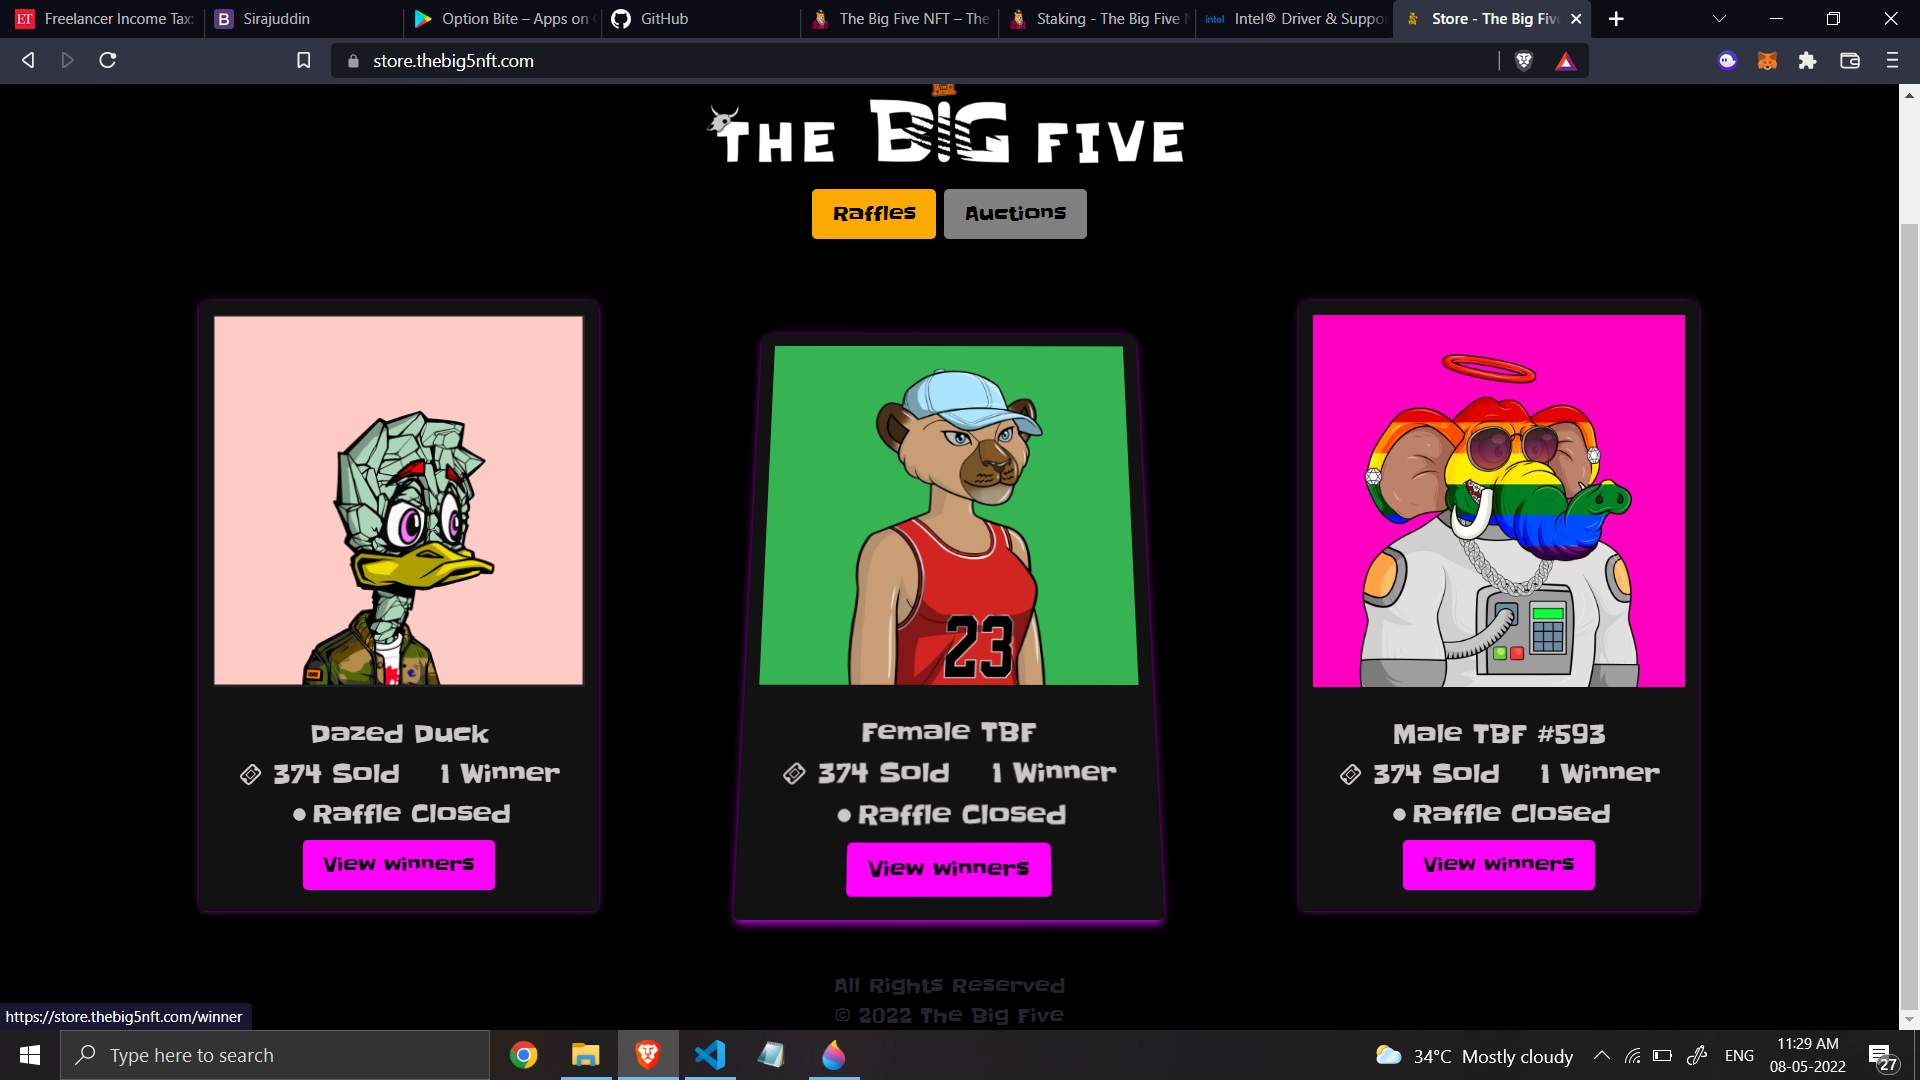 Freelancer Income Tax:
Sirajuddin
Option Bite – Apps on
GitHub
The Big Five NFT – The
Staking - The Big Five
intel
Intel® Driver & Suppo
Store - The Big Fiv
store.thebig5nft.com
THE BIG FIVE
Raffles
Auctions
23
Dazed Duck
374 Sold 1 Winner
Raffle Closed
View winners
Female TBF
374 Sold 1 Winner
Raffle Closed
View winners
Male TBF #593
374 Sold 1 Winner
Raffle Closed
View winners
All Rights Reserved
© 2022 The Big Five
https://store.thebig5nft.com/winner
Type here to search
34°C Mostly cloudy
ENG
11:29 AM
08-05-2022
27